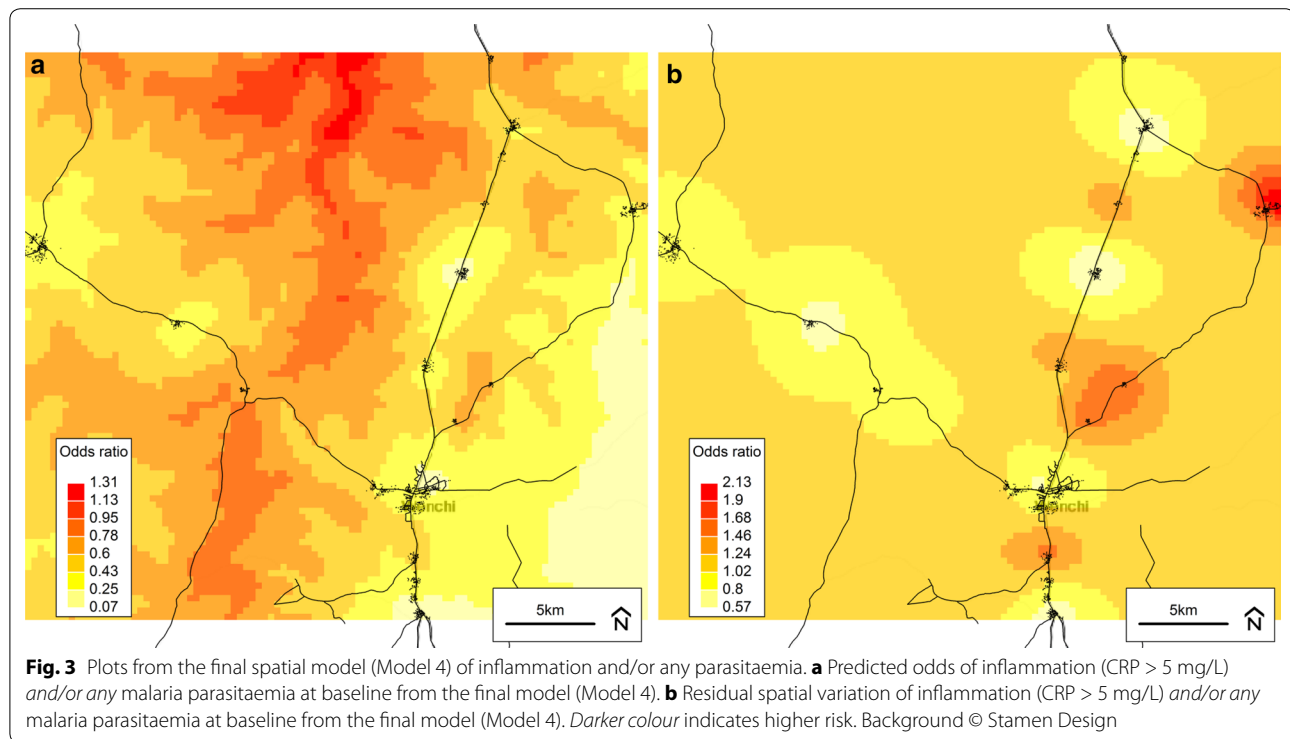 a
b
Odds ratio
1.31
1.13
0.95
0.78
0.6
0.43
0.25
0.07
5km
N
Odds ratio
2.13
1.9
1.68
1.46
1.24
1.02
0.8
0.57
5km
N
Fig. 3 Plots from the final spatial model (Model 4) of inflammation and/or any parasitaemia. a Predicted odds of inflammation (CRP > 5 mg/L)
and/or any malaria parasitaemia at baseline from the final model (Model 4). b Residual spatial variation of inflammation (CRP > 5 mg/L) and/or any
malaria parasitaemia at baseline from the final model (Model 4). Darker colour indicates higher risk. Background © Stamen Design